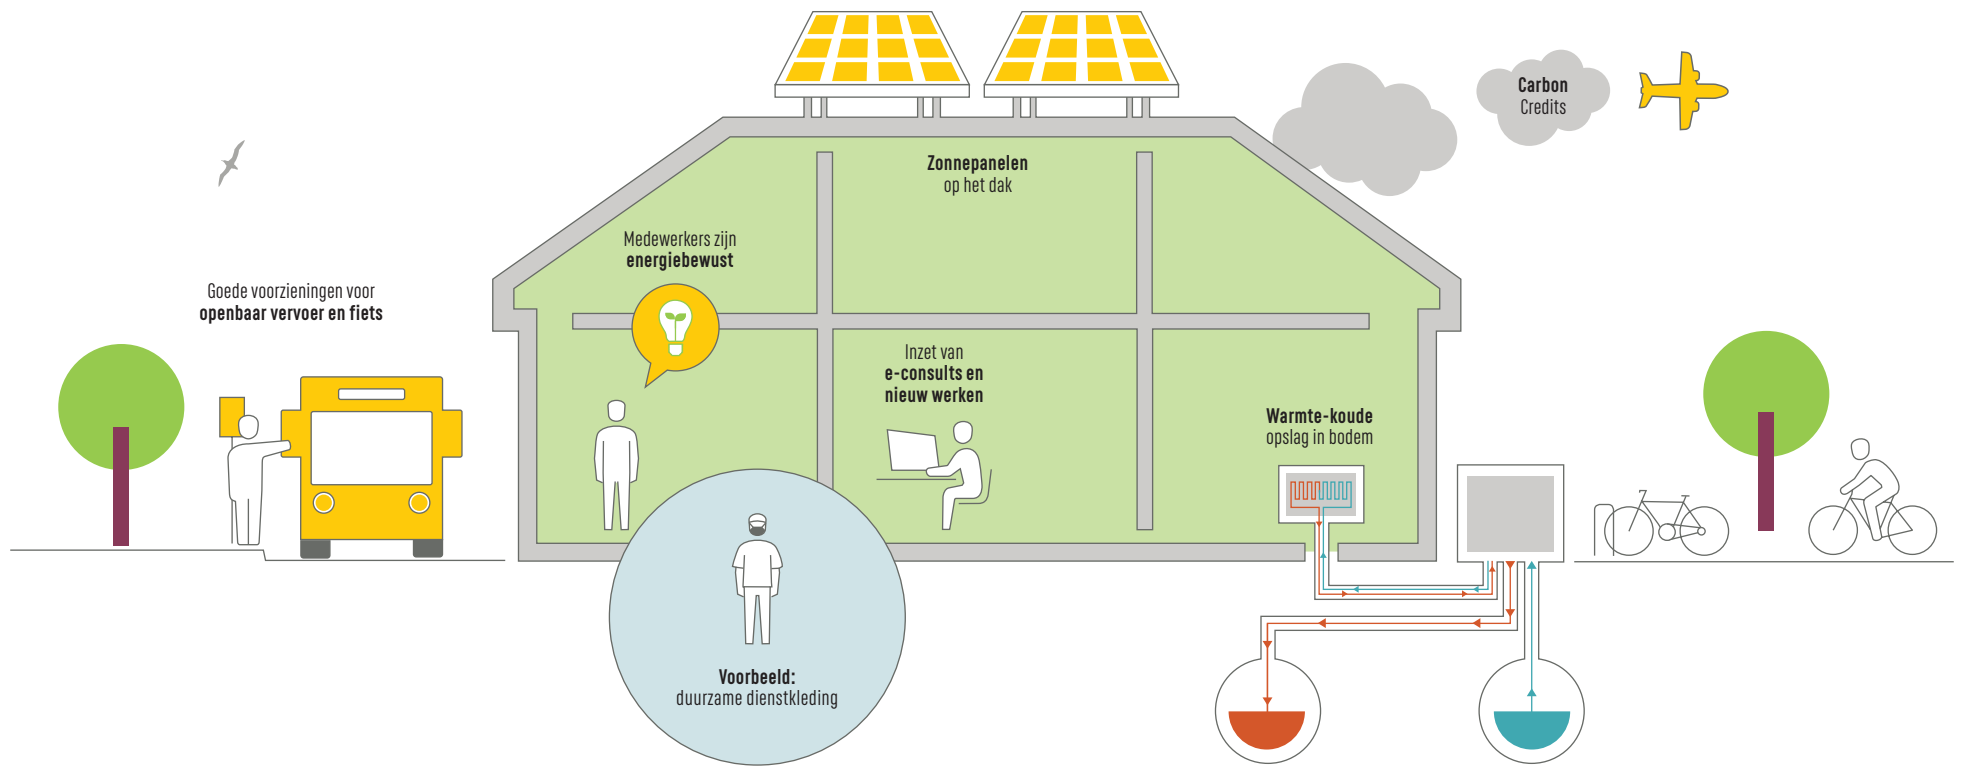 Goede voorzieningen voor
openbaar vervoer en fiets
Medewerkers zijn
energiebewust
Zonnepanelen
op het dak
Carbon
Credits
Inzet van
e-consults en
nieuw werken
Warmte-koude
opslag in bodem
Voorbeeld:
duurzame dienstkleding